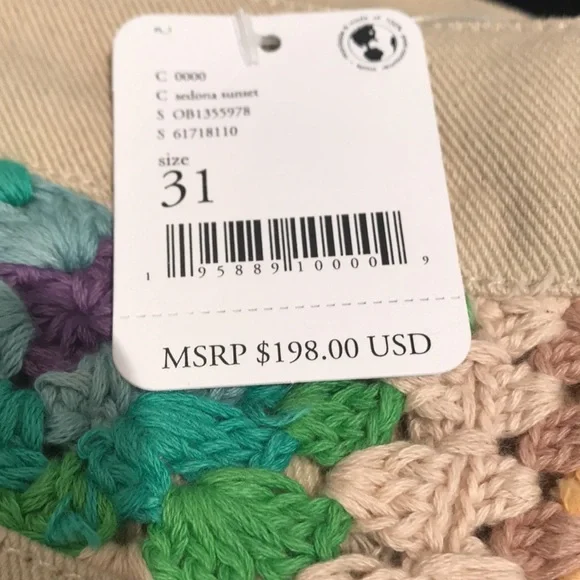 C 0000
C sedona sunset
S OB1355978
S 61718110
size
31
1 95889 10000 9
MSRP $198.00 USD